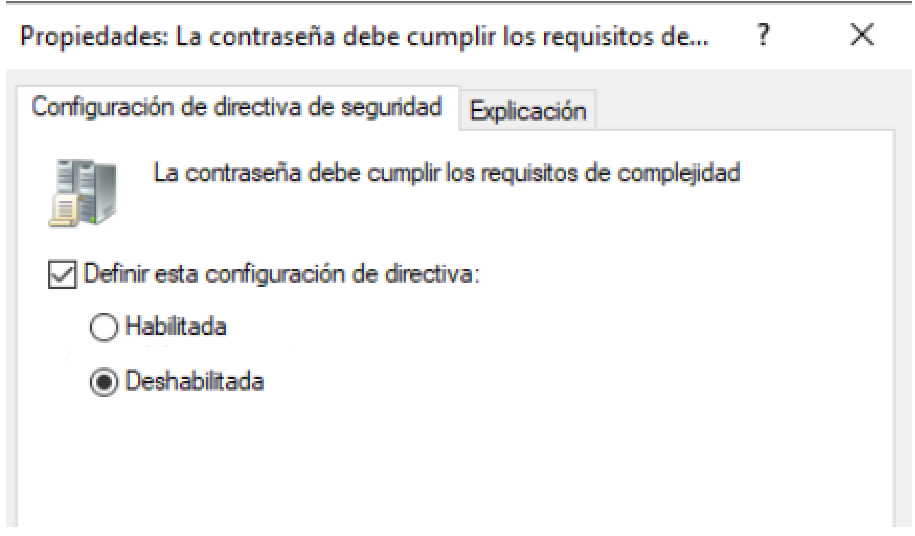 Propiedades: La contraseña debe cumplir los requisitos de... ? ×
Configuración de directiva de seguridad Explicación
La contraseña debe cumplir los requisitos de complejidad
Definir esta configuración de directiva:
Habilitada
Deshabilitada